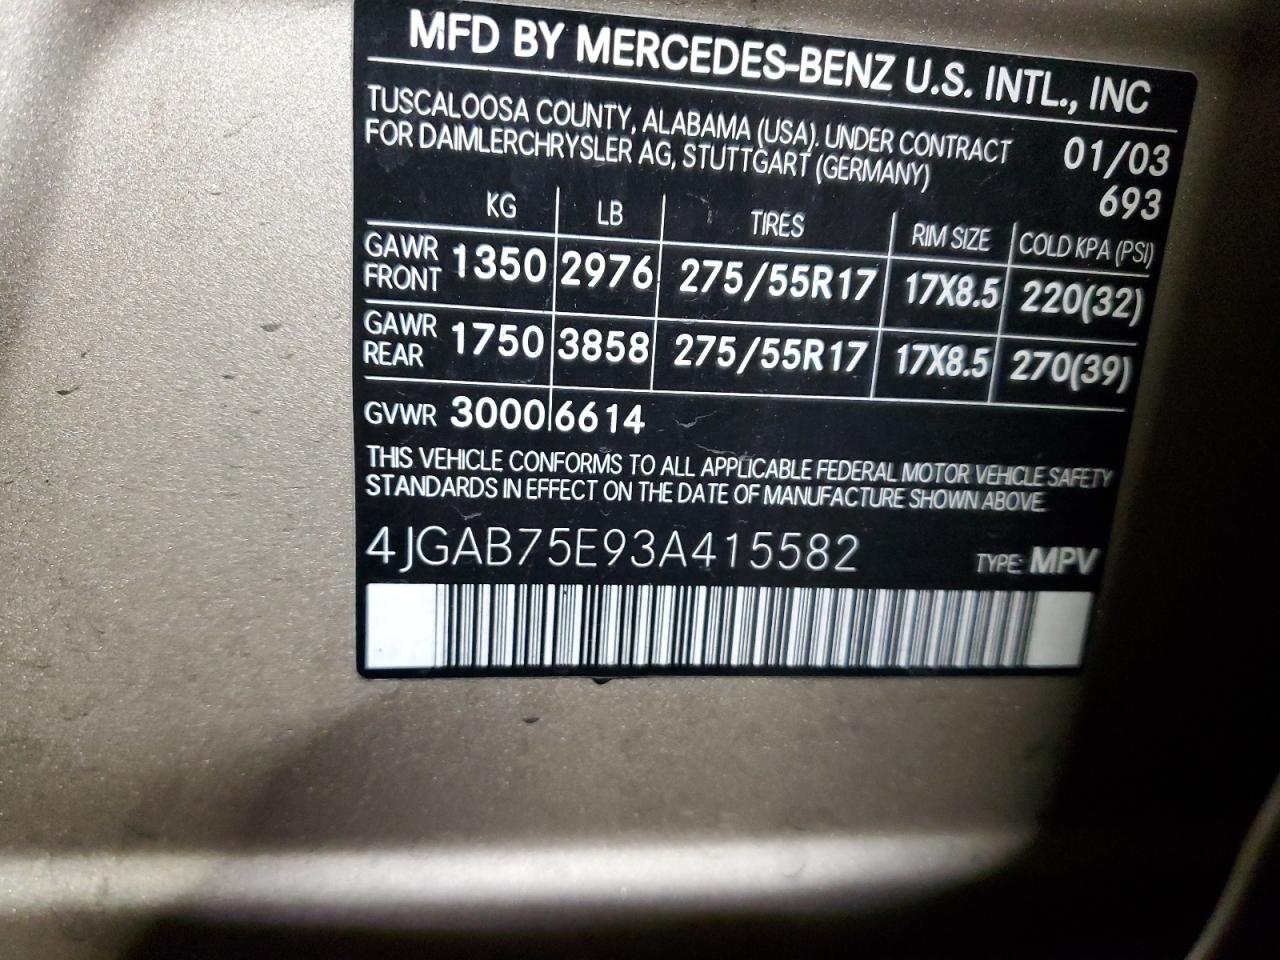 MFD BY MERCEDES-BENZ U.S. INTL., INC
TUSCALOOSA COUNTY, ALABAMA (USA). UNDER CONTRACT
FOR DAIMLERCHRYSLER AG, STUTTGART (GERMANY)
01/03
693
KG LB TIRES RIM SIZE COLD KPA (PSI)
GAWR FRONT 1350 2976 275/55R17 17X8.5 220(32)
GAWR REAR 1750 3858 275/55R17 17X8.5 270(39)
GVWR 3000 6614
THIS VEHICLE CONFORMS TO ALL APPLICABLE FEDERAL MOTOR VEHICLE SAFETY
STANDARDS IN EFFECT ON THE DATE OF MANUFACTURE SHOWN ABOVE.
4JGAB75E93A415582 TYPE: MPV